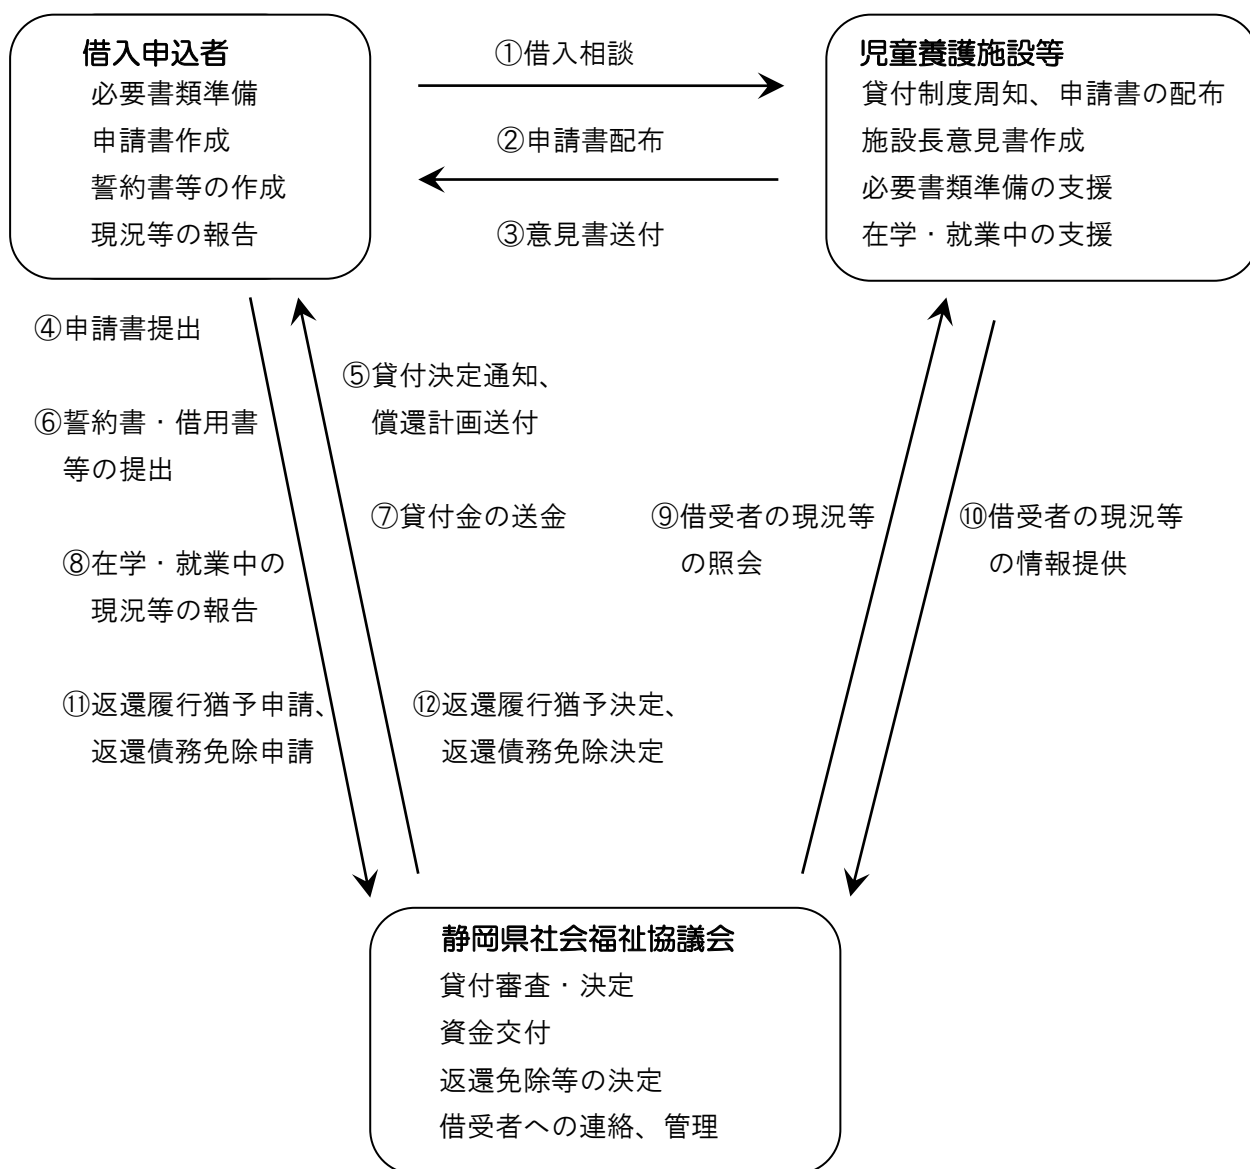 借入申込者
必要書類準備
申請書作成
誓約書等の作成
現況等の報告
①借入相談
②申請書配布
③意見書送付
児童養護施設等
貸付制度周知、申請書の配布
施設長意見書作成
必要書類準備の支援
在学・就業中の支援
④申請書提出
⑤貸付決定通知、
償還計画送付
⑥誓約書・借用書
等の提出
⑦貸付金の送金
⑧在学・就業中の
現況等の報告
⑨借受者の現況等
の照会
⑩借受者の現況等
の情報提供
⑪返還履行猶予申請、
返還債務免除申請
⑫返還履行猶予決定、
返還債務免除決定
静岡県社会福祉協議会
貸付審査・決定
資金交付
返還免除等の決定
借受者への連絡、管理